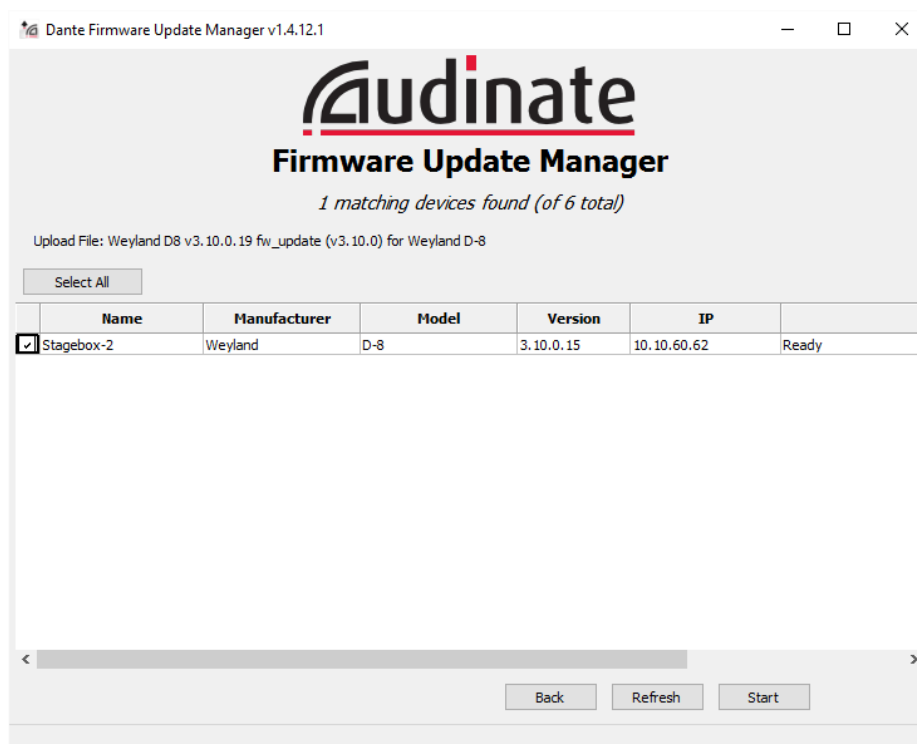 Dante Firmware Update Manager v1.4.12.1
Audinate
Firmware Update Manager
1 matching devices found (of 6 total)
Upload File: Weyland D8 v3.10.0.19 fw_update (v3.10.0) for Weyland D-8
Select All
Name Manufacturer Model Version IP
Stagebox-2 Weyland D-8 3.10.0.15 10.10.60.62 Ready
Back Refresh Start